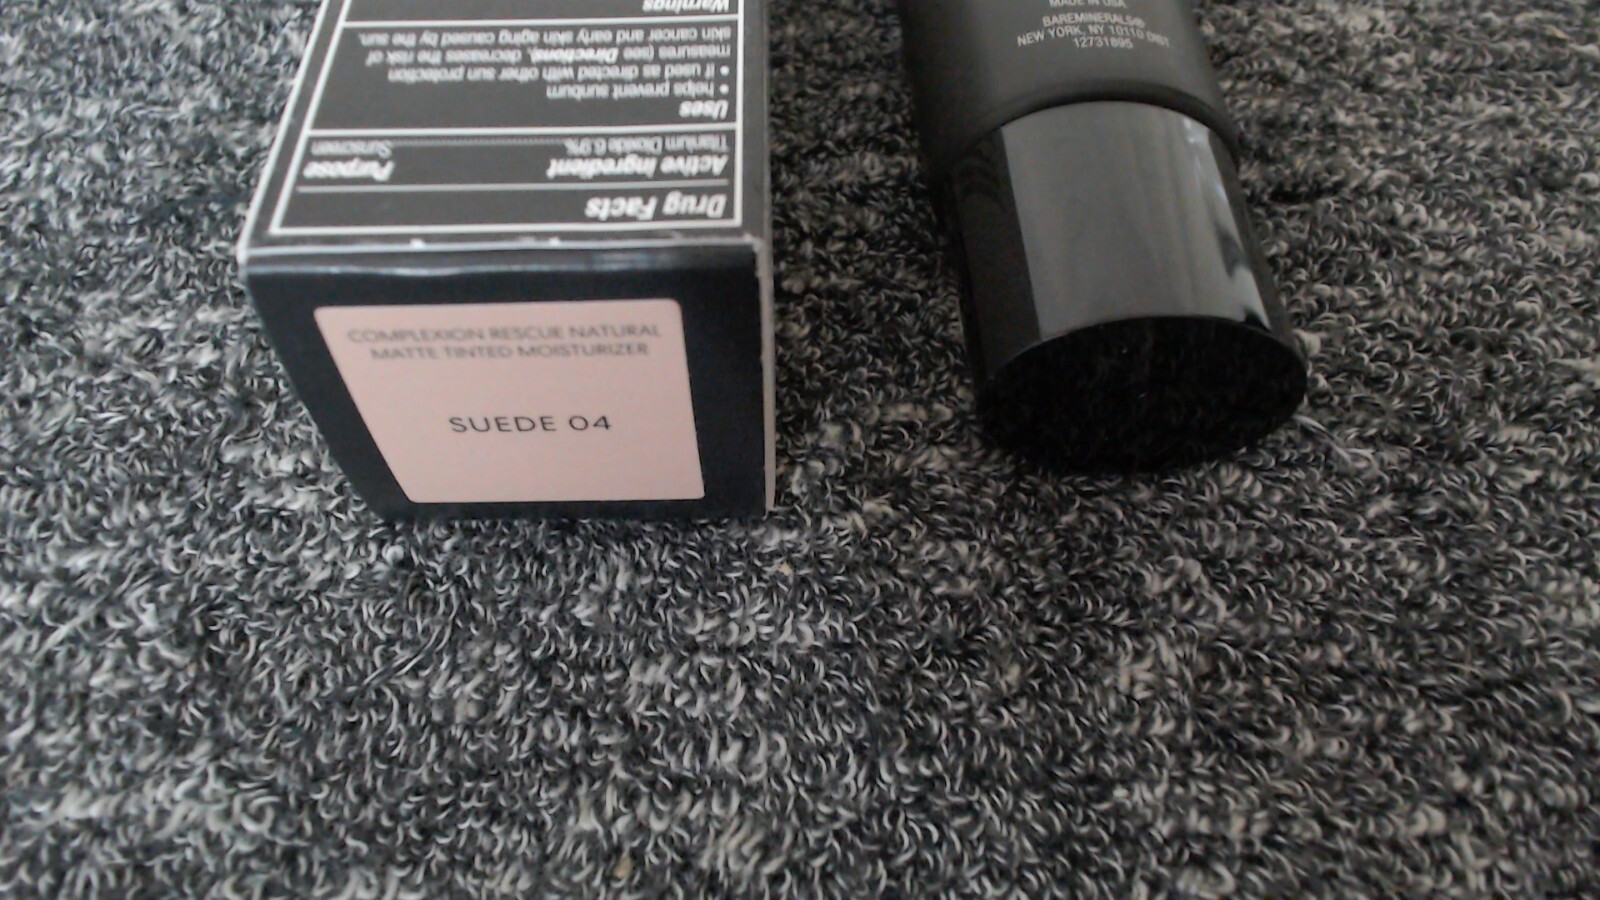 COMPLEXION RESCUE NATURAL
MATTE TINTED MOISTURIZER
SUEDE 04
Drug Facts
Active Ingredient Purpose
Titanium Dioxide 6.9% Sunscreen
Uses
• helps prevent sunburn
• if used as directed with other sun protection
measures (see Directions), decreases the risk of
skin cancer and early skin aging caused by the sun.
Warnings
MADE IN USA
BAREMINERALS®
NEW YORK, NY 10110 DIST.
12731895